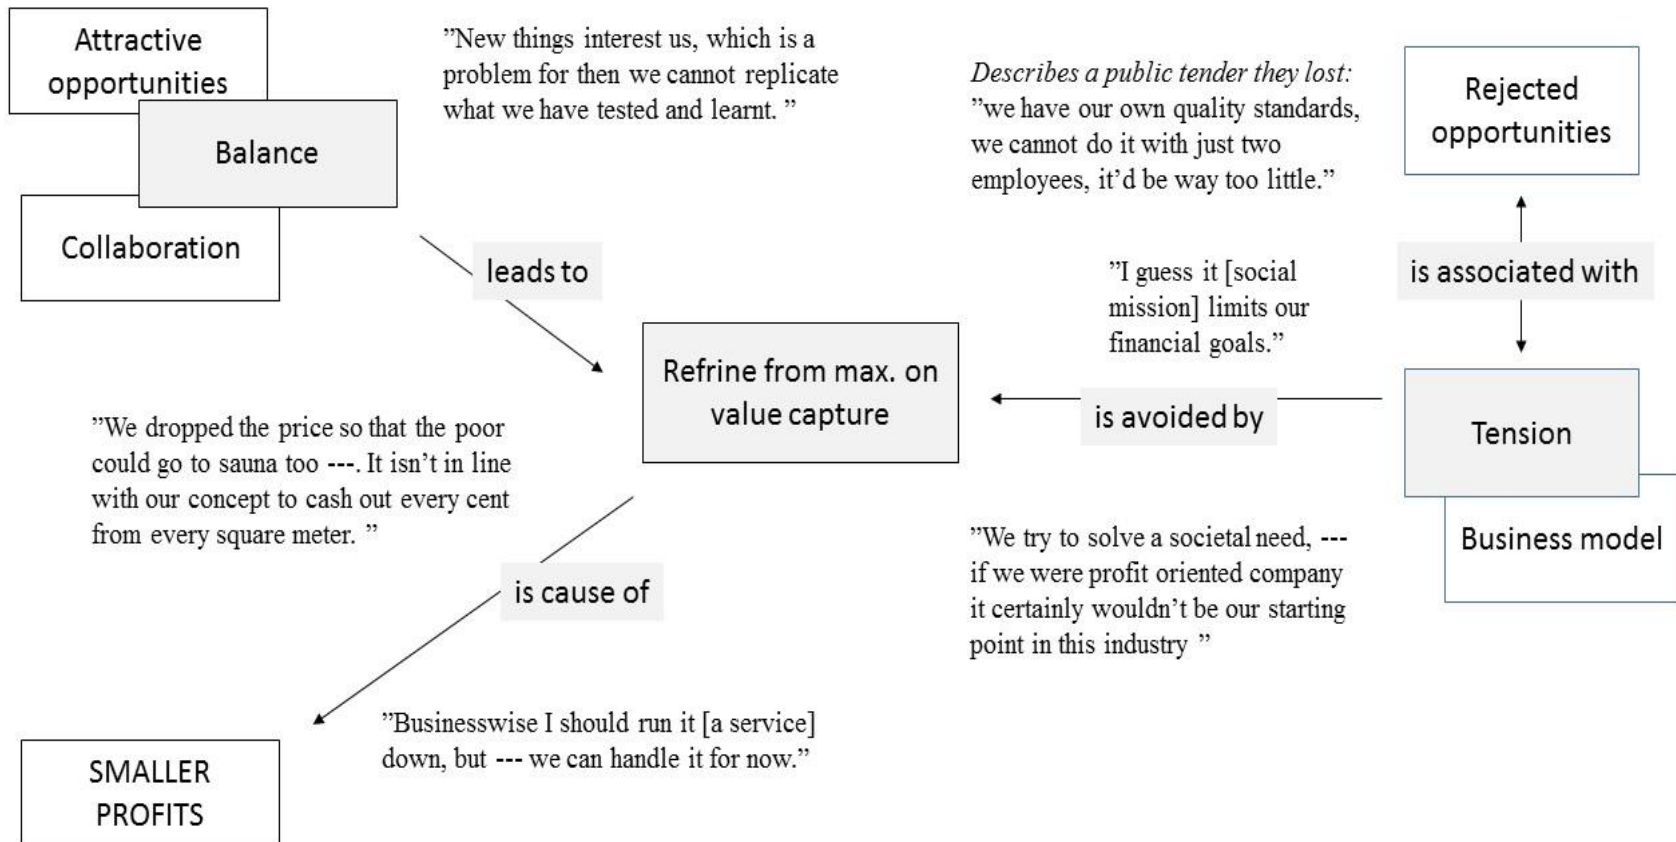 Attractive
opportunities
Balance
Collaboration
”New things interest us, which is a
problem for then we cannot replicate
what we have tested and learnt. ”
Describes a public tender they lost:
”we have our own quality standards,
we cannot do it with just two
employees, it’d be way too little.”
Rejected
opportunities
leads to
”I guess it [social
mission] limits our
financial goals.”
is associated with
Refrine from max. on
value capture
is avoided by
Tension
Business model
”We dropped the price so that the poor
could go to sauna too ---. It isn’t in line
with our concept to cash out every cent
from every square meter. ”
is cause of
”We try to solve a societal need, ---
if we were profit oriented company
it certainly wouldn’t be our starting
point in this industry ”
”Businesswise I should run it [a service]
down, but --- we can handle it for now.”
SMALLER
PROFITS